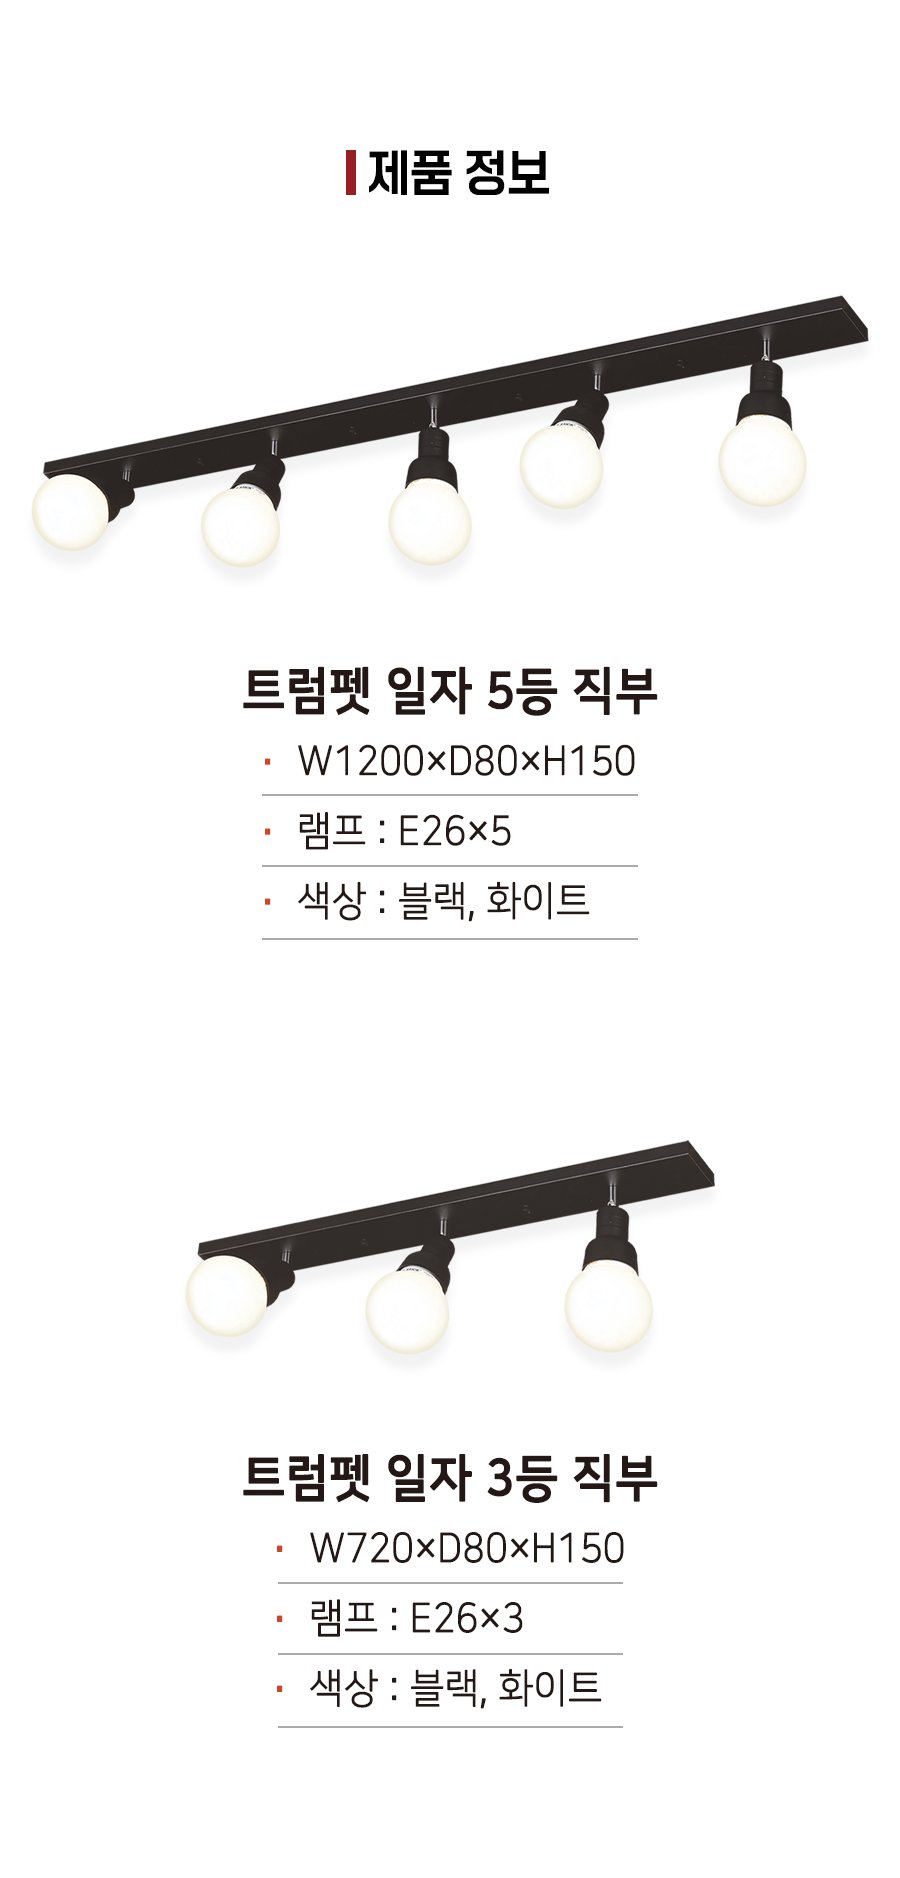 제품 정보
트럼펫 일자 5등 직부
· W1200×D80×H150
· 램프 : E26×5
· 색상 : 블랙, 화이트
트럼펫 일자 3등 직부
· W720×D80×H150
· 램프 : E26×3
· 색상 : 블랙, 화이트